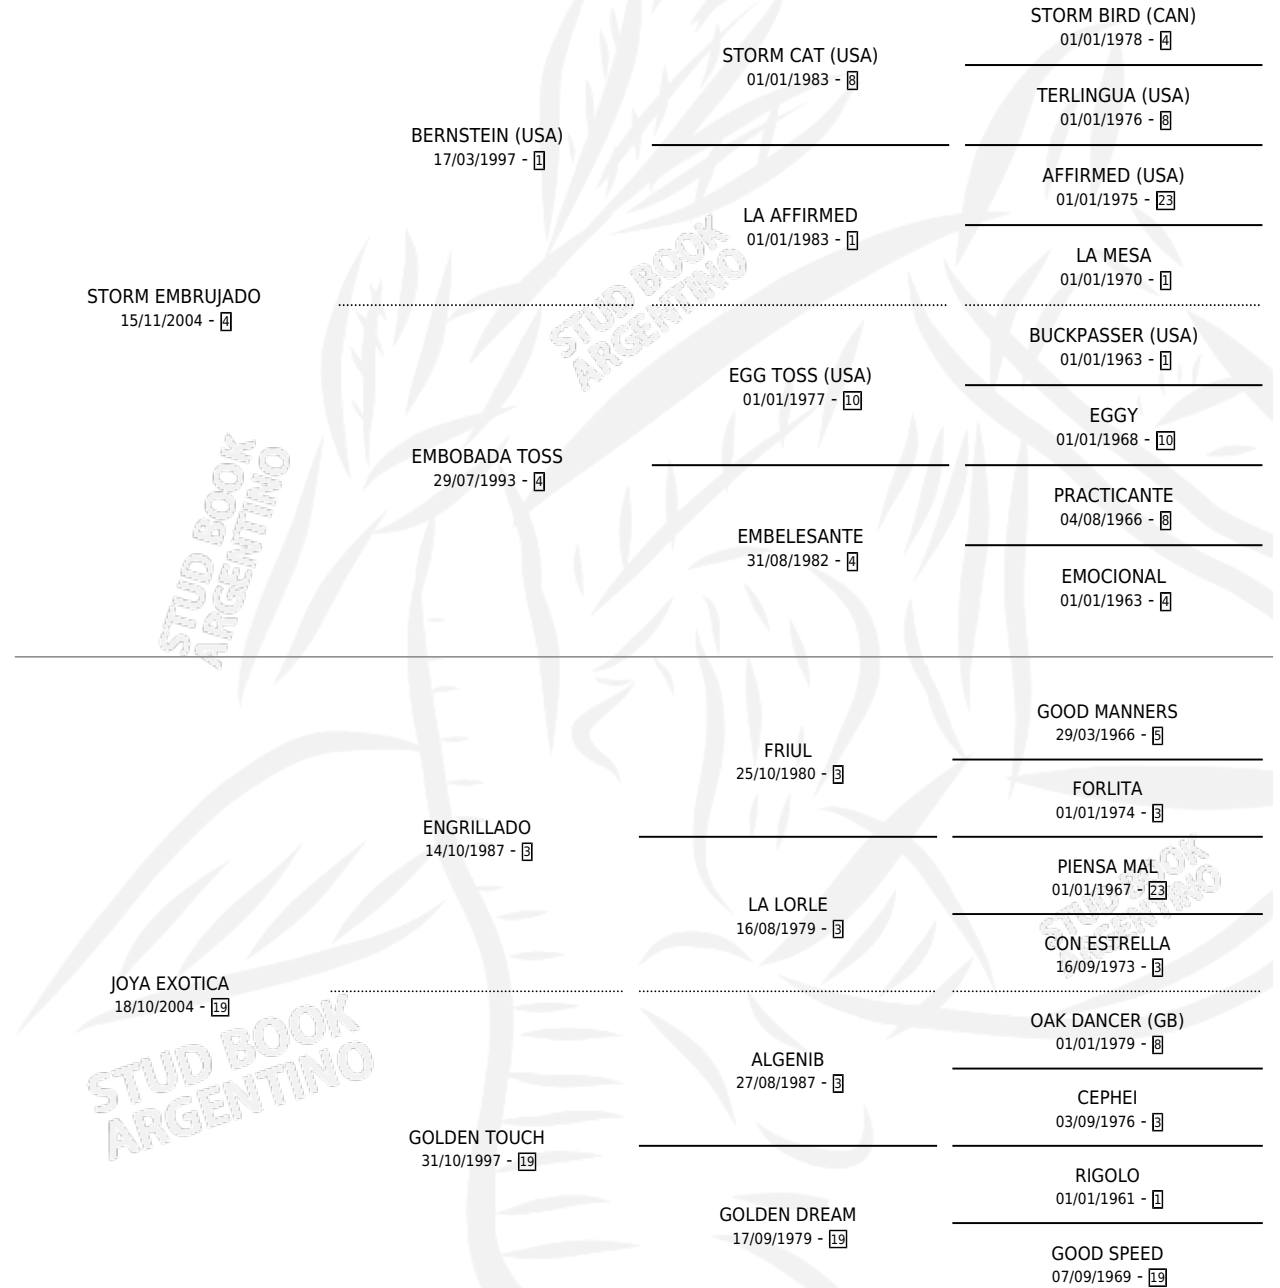 STORM BIRD (CAN)
01/01/1978 - 4
STORM CAT (USA)
01/01/1983 - 8
TERLINGUA (USA)
01/01/1976 - 8
BERNSTEIN (USA)
17/03/1997 - 1
AFFIRMED (USA)
01/01/1975 - 23
LA AFFIRMED
01/01/1983 - 1
LA MESA
01/01/1970 - 1
STORM EMBRUJADO
15/11/2004 - 4
BUCKPASSER (USA)
01/01/1963 - 1
EGG TOSS (USA)
01/01/1977 - 10
EGGY
01/01/1968 - 10
EMBOBADA TOSS
29/07/1993 - 4
PRACTICANTE
04/08/1966 - 8
EMBELESANTE
31/08/1982 - 4
EMOCIONAL
01/01/1963 - 4
GOOD MANNERS
29/03/1966 - 5
FRIUL
25/10/1980 - 3
FORLITA
01/01/1974 - 3
ENGRILLADO
14/10/1987 - 3
PIENSA MAL
01/01/1967 - 23
LA LORLE
16/08/1979 - 3
CON ESTRELLA
16/09/1973 - 3
JOYA EXOTICA
18/10/2004 - 19
OAK DANCER (GB)
01/01/1979 - 8
ALGENIB
27/08/1987 - 3
CEPHEI
03/09/1976 - 3
GOLDEN TOUCH
31/10/1997 - 19
RIGOLO
01/01/1961 - 1
GOLDEN DREAM
17/09/1979 - 19
GOOD SPEED
07/09/1969 - 19
STUD BOOK
ARGENTINO
STUD BOOK
ARGENTINO
STUD BOOK
ARGENTINO
STUD BOOK
ARGENTINO